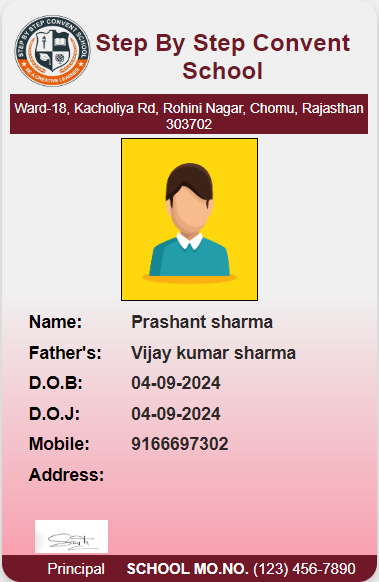 STEP BY STEP CONVENT SCHOOL
BE A CREATIVE LEARNER
Step By Step Convent
School
Ward-18, Kacholiya Rd, Rohini Nagar, Chomu, Rajasthan
303702
Name: Prashant sharma
Father's: Vijay kumar sharma
D.O.B: 04-09-2024
D.O.J: 04-09-2024
Mobile: 9166697302
Address:
Principal SCHOOL MO.NO. (123) 456-7890